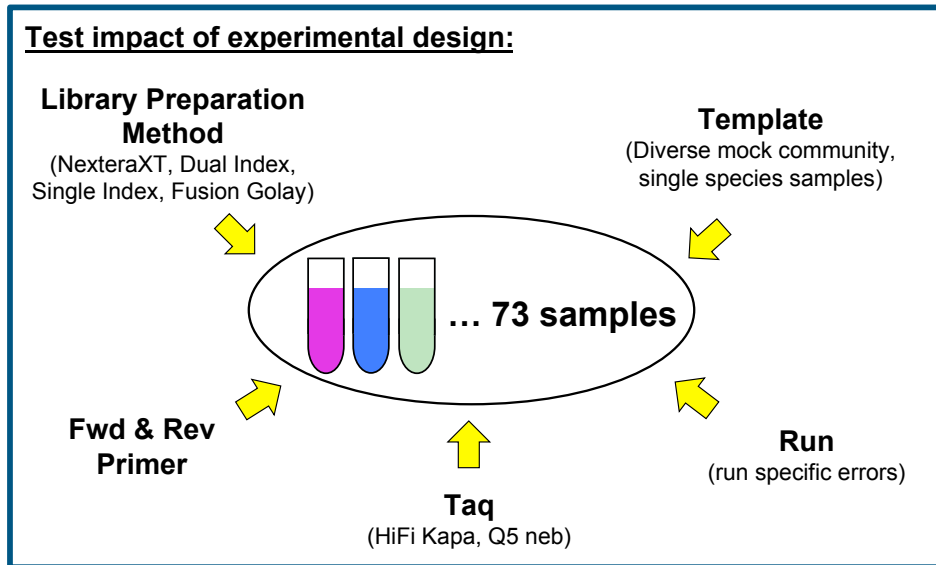 Test impact of experimental design:
Library Preparation
Method
(NexteraXT, Dual Index,
Single Index, Fusion Golay)
Template
(Diverse mock community,
single species samples)
... 73 samples
Fwd & Rev
Primer
Taq
(HiFi Kapa, Q5 neb)
Run
(run specific errors)